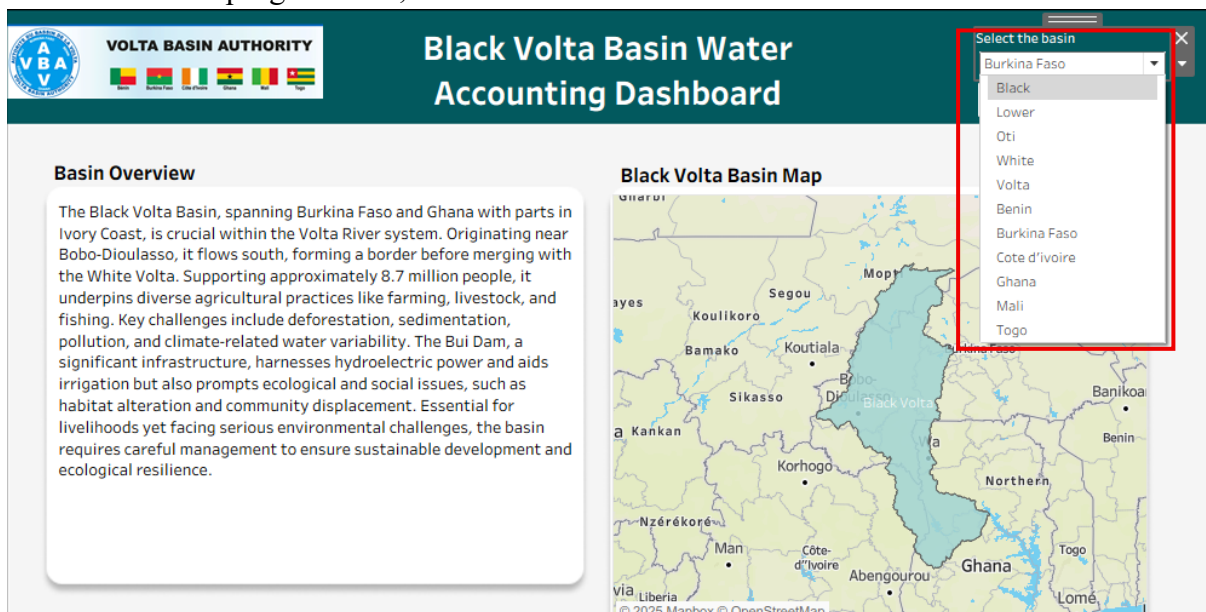 VOLTA BASIN AUTHORITY
A
V B A
V
Benin Burkina Faso Côte d'Ivoire Ghana Mali Togo
Black Volta Basin Water
Accounting Dashboard
Select the basin
Burkina Faso
Black
Lower
Oti
White
Volta
Benin
Burkina Faso
Cote d'ivoire
Ghana
Mali
Togo
Basin Overview
The Black Volta Basin, spanning Burkina Faso and Ghana with parts in
Ivory Coast, is crucial within the Volta River system. Originating near
Bobo-Dioulasso, it flows south, forming a border before merging with
the White Volta. Supporting approximately 8.7 million people, it
underpins diverse agricultural practices like farming, livestock, and
fishing. Key challenges include deforestation, sedimentation,
pollution, and climate-related water variability. The Bui Dam, a
significant infrastructure, harnesses hydroelectric power and aids
irrigation but also prompts ecological and social issues, such as
habitat alteration and community displacement. Essential for
livelihoods yet facing serious environmental challenges, the basin
requires careful management to ensure sustainable development and
ecological resilience.
Black Volta Basin Map
Gharbi
Mopt
Segou
ayes
Koulikoro
Bamako
Koutiala
Bobo-
Sikasso
Dioulasso
Black Volta
Banikoa
a Kankan
Wa
Benin
Korhogo
Northern
Nzérékoré
Man
Côte-
d'Ivoire
Togo
Abengourou
Ghana
via
Liberia
Lomé
© 2025 Mapbox © OpenStreetMap